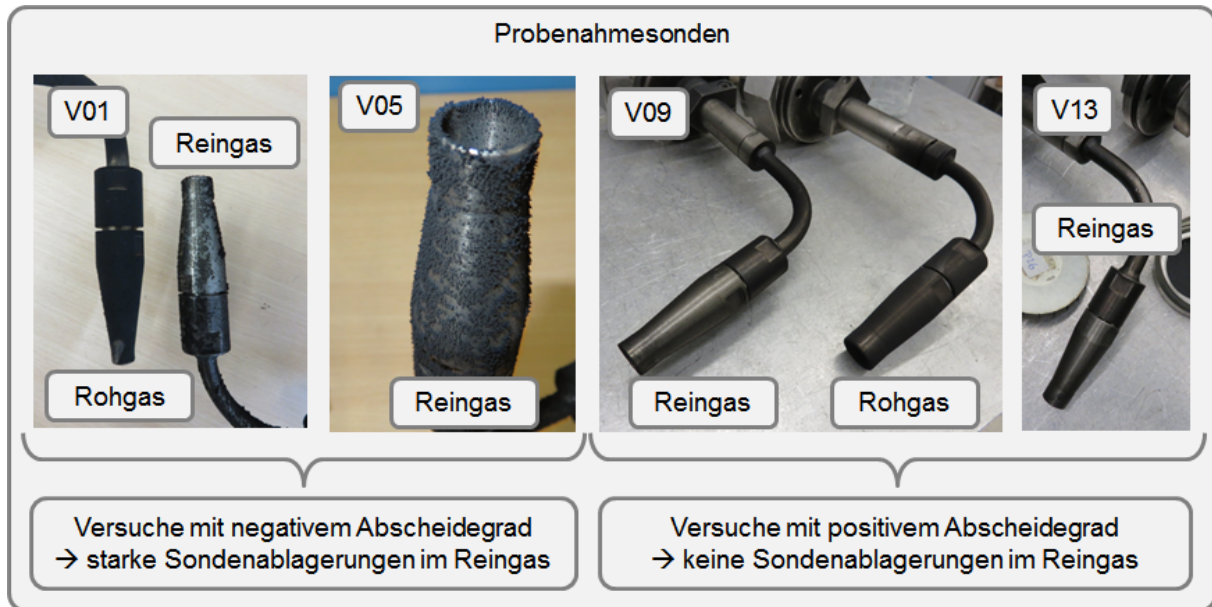 Probenahmesonden
V01
Reingas
Rohgas
V05
Reingas
V09
Reingas
Rohgas
V13
Reingas
Versuche mit negativem Abscheidegrad
→ starke Sondenablagerungen im Reingas
Versuche mit positivem Abscheidegrad
→ keine Sondenablagerungen im Reingas